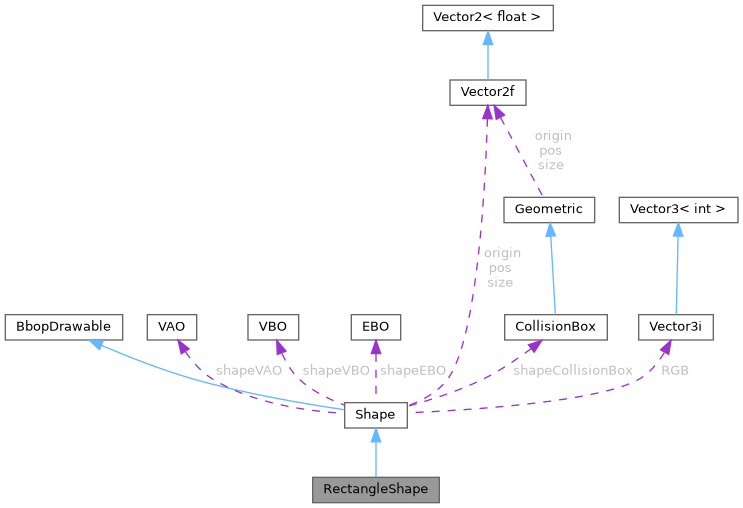 Vector2< float >
Vector2f
origin
pos
size
Geometric
Vector3< int >
origin
pos
size
BbopDrawable
VAO
VBO
EBO
CollisionBox
Vector3i
shapeVAO
shapeVBO
shapeEBO
shapeCollisionBox
RGB
Shape
RectangleShape